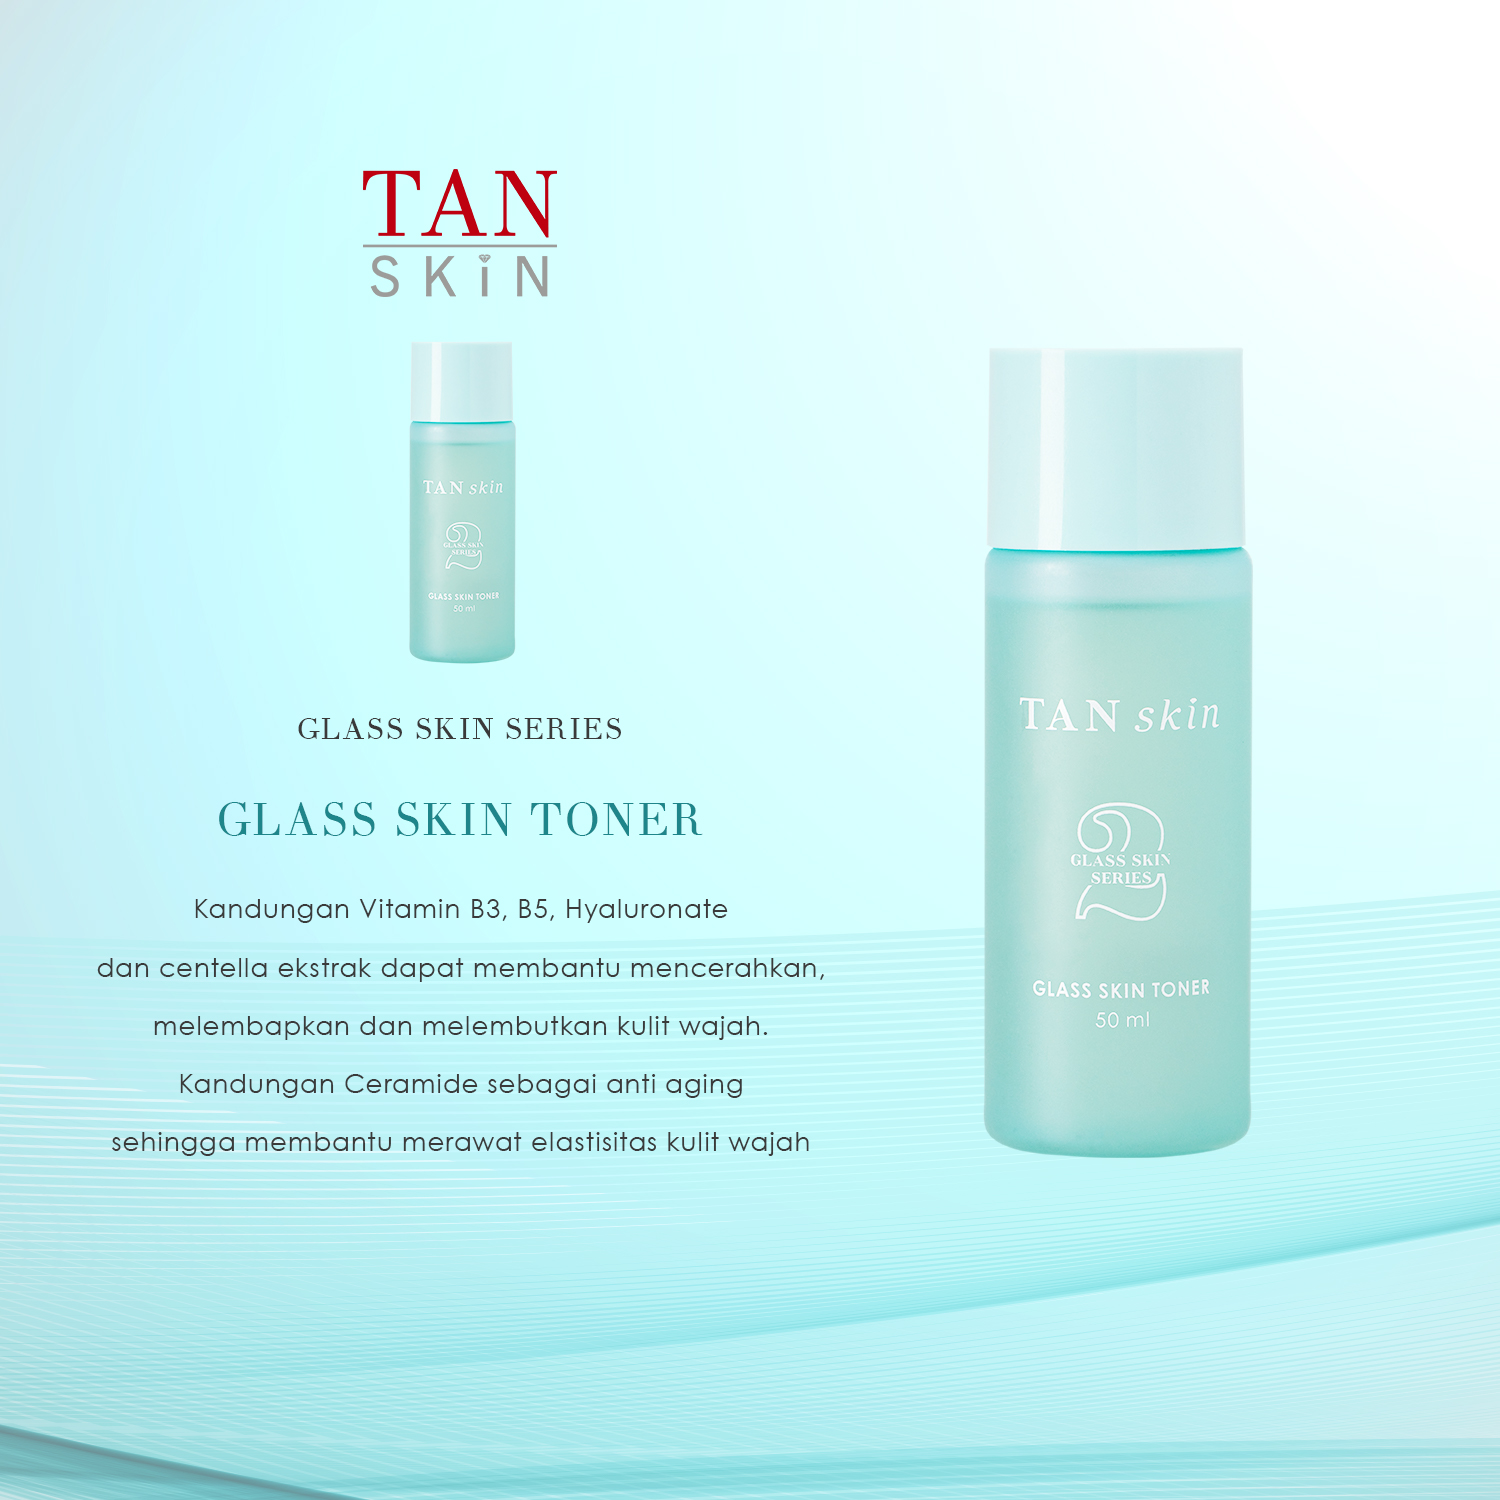 TAN
SKiN
TAN skin
2
GLASS SKIN
SERIES
GLASS SKIN TONER
50 ml
GLASS SKIN SERIES
GLASS SKIN TONER
Kandungan Vitamin B3, B5, Hyaluronate
dan centella ekstrak dapat membantu mencerahkan,
melembapkan dan melembutkan kulit wajah.
Kandungan Ceramide sebagai anti aging
sehingga membantu merawat elastisitas kulit wajah
TAN skin
2
GLASS SKIN
SERIES
GLASS SKIN TONER
50 ml